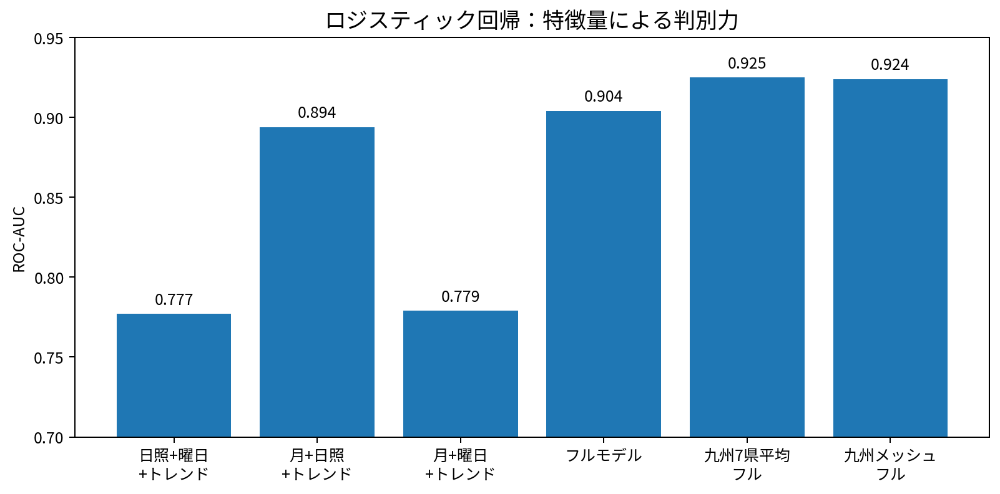 ロジスティック回帰：特徴量による判別力
ROC-AUC
0.95
0.90
0.85
0.80
0.75
0.70
0.777
0.894
0.779
0.904
0.925
0.924
日照+曜日
+トレンド
月+日照
+トレンド
月+曜日
+トレンド
フルモデル
九州7県平均
フル
九州メッシュ
フル